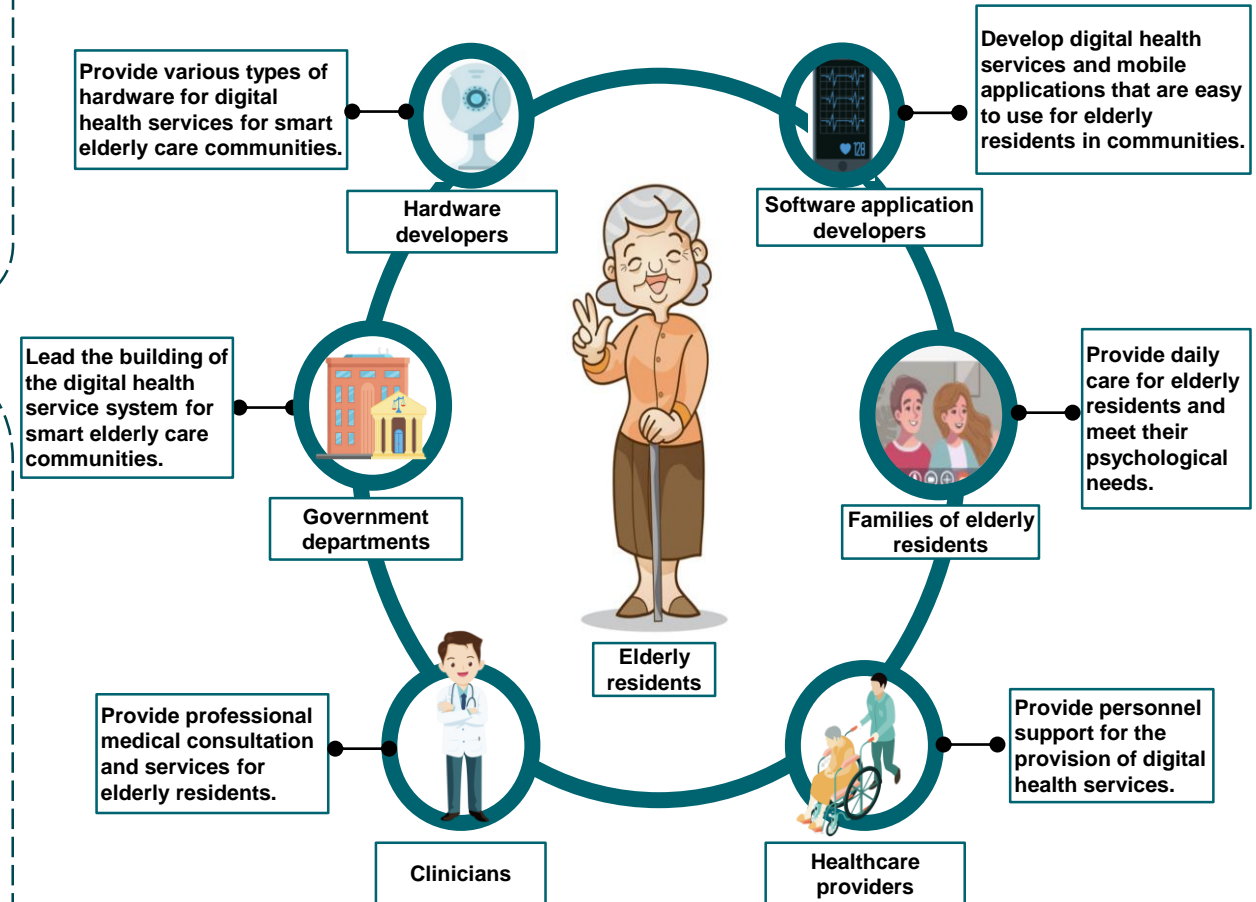 Provide various types of
hardware for digital
health services for smart
elderly care communities.
Develop digital health
services and mobile
applications that are easy
to use for elderly
residents in communities.
128
Hardware
developers
Software application
developers
Lead the building of
the digital health
service system for
smart elderly care
communities.
Provide daily
care for elderly
residents and
meet their
psychological
needs.
Government
departments
Families of elderly
residents
Elderly
residents
Provide professional
medical consultation
and services for
elderly residents.
Provide personnel
support for the
provision of digital
health services.
Clinicians
Healthcare
providers